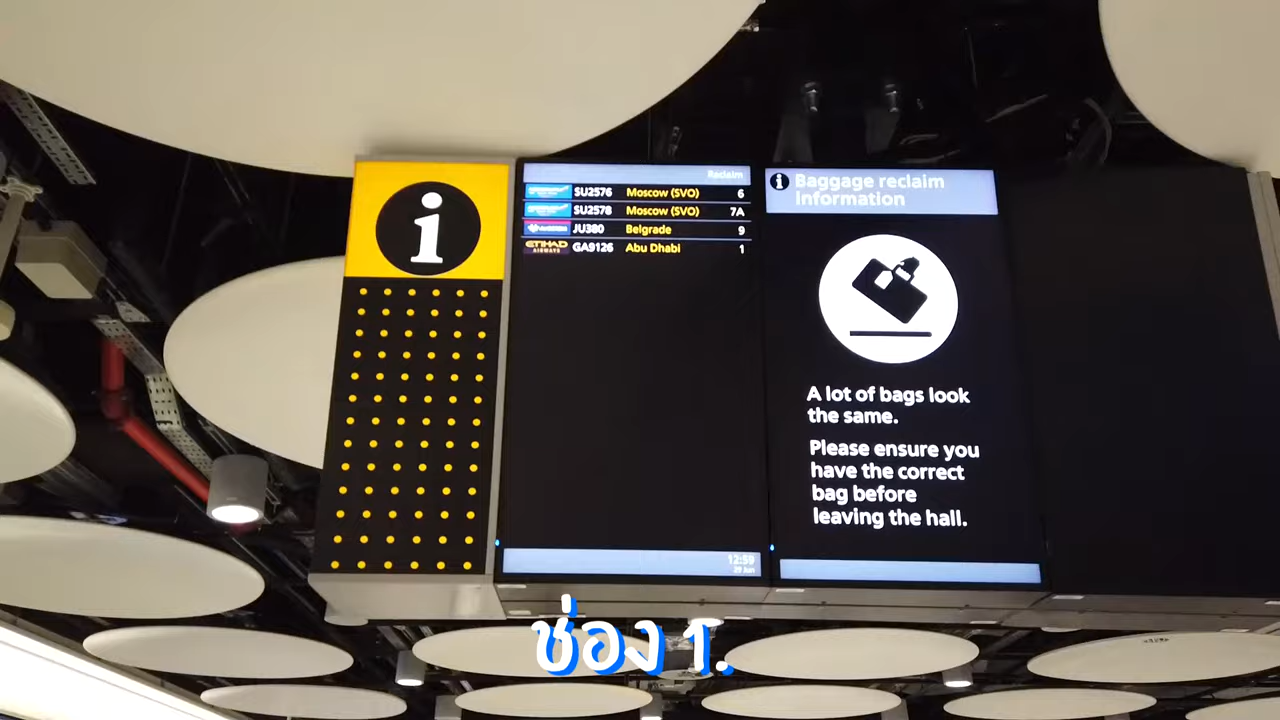 Reclaim
SU2576 Moscow (SVO) 6
SU2578 Moscow (SVO) 7A
JU380 Belgrade 9
ETIHAD AIRWAYS GA9126 Abu Dhabi 1
12:59
29 Jun
i Baggage reclaim
information
A lot of bags look
the same.
Please ensure you
have the correct
bag before
leaving the hall.
i
ช่อง 1.